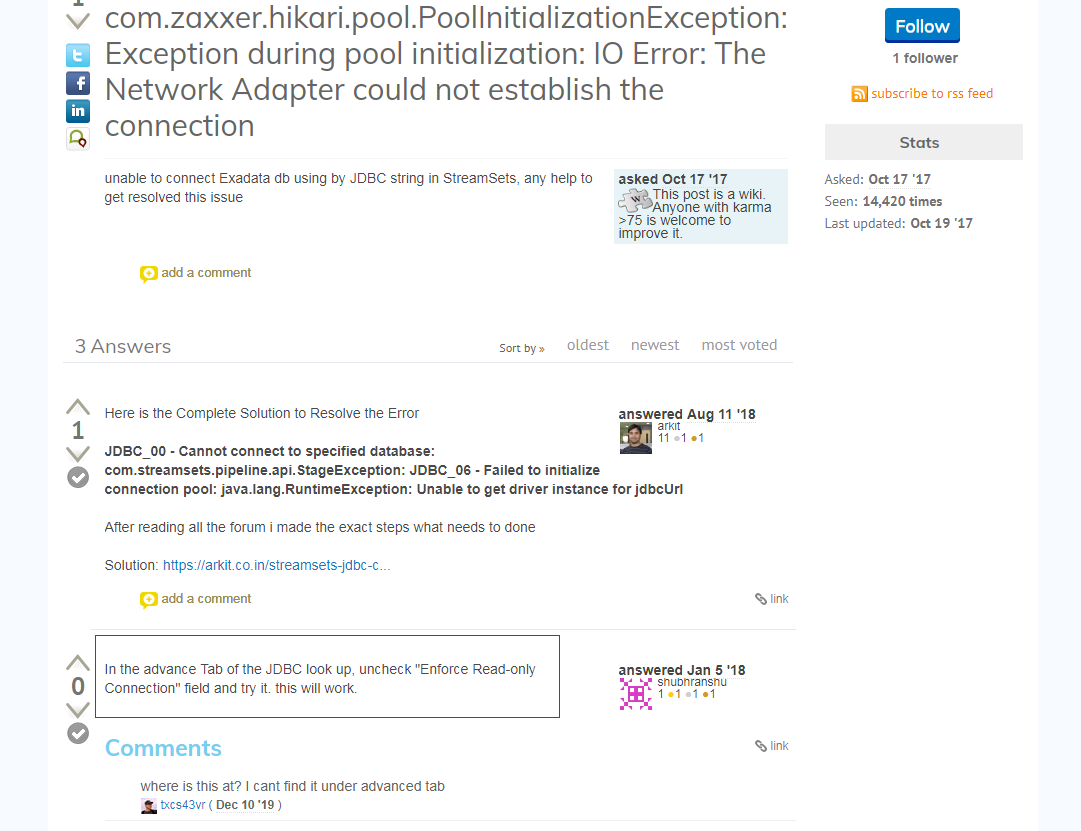 1
com.zaxxer.hikari.pool.PoolInitializationException:
Exception during pool initialization: IO Error: The
Network Adapter could not establish the
connection
Follow
1 follower
subscribe to rss feed
Stats
Asked: Oct 17 '17
Seen: 14,420 times
Last updated: Oct 19 '17
unable to connect Exadata db using by JDBC string in StreamSets, any help to
get resolved this issue
asked Oct 17 '17
This post is a wiki.
Anyone with karma
>75 is welcome to
improve it.
add a comment
3 Answers
Sort by »
oldest
newest
most voted
1
Here is the Complete Solution to Resolve the Error
answered Aug 11 '18
arkit
11 ●1 ●1
JDBC_00 - Cannot connect to specified database:
com.streamsets.pipeline.api.StageException: JDBC_06 - Failed to initialize
connection pool: java.lang.RuntimeException: Unable to get driver instance for jdbcUrl
After reading all the forum i made the exact steps what needs to done
Solution: https://arkit.co.in/streamsets-jdbc-c...
add a comment
link
0
In the advance Tab of the JDBC look up, uncheck "Enforce Read-only
Connection" field and try it. this will work.
answered Jan 5 '18
shubhranshu
1 ●1 ●1 ●1
Comments
link
where is this at? I cant find it under advanced tab
txcs43vr ( Dec 10 '19 )